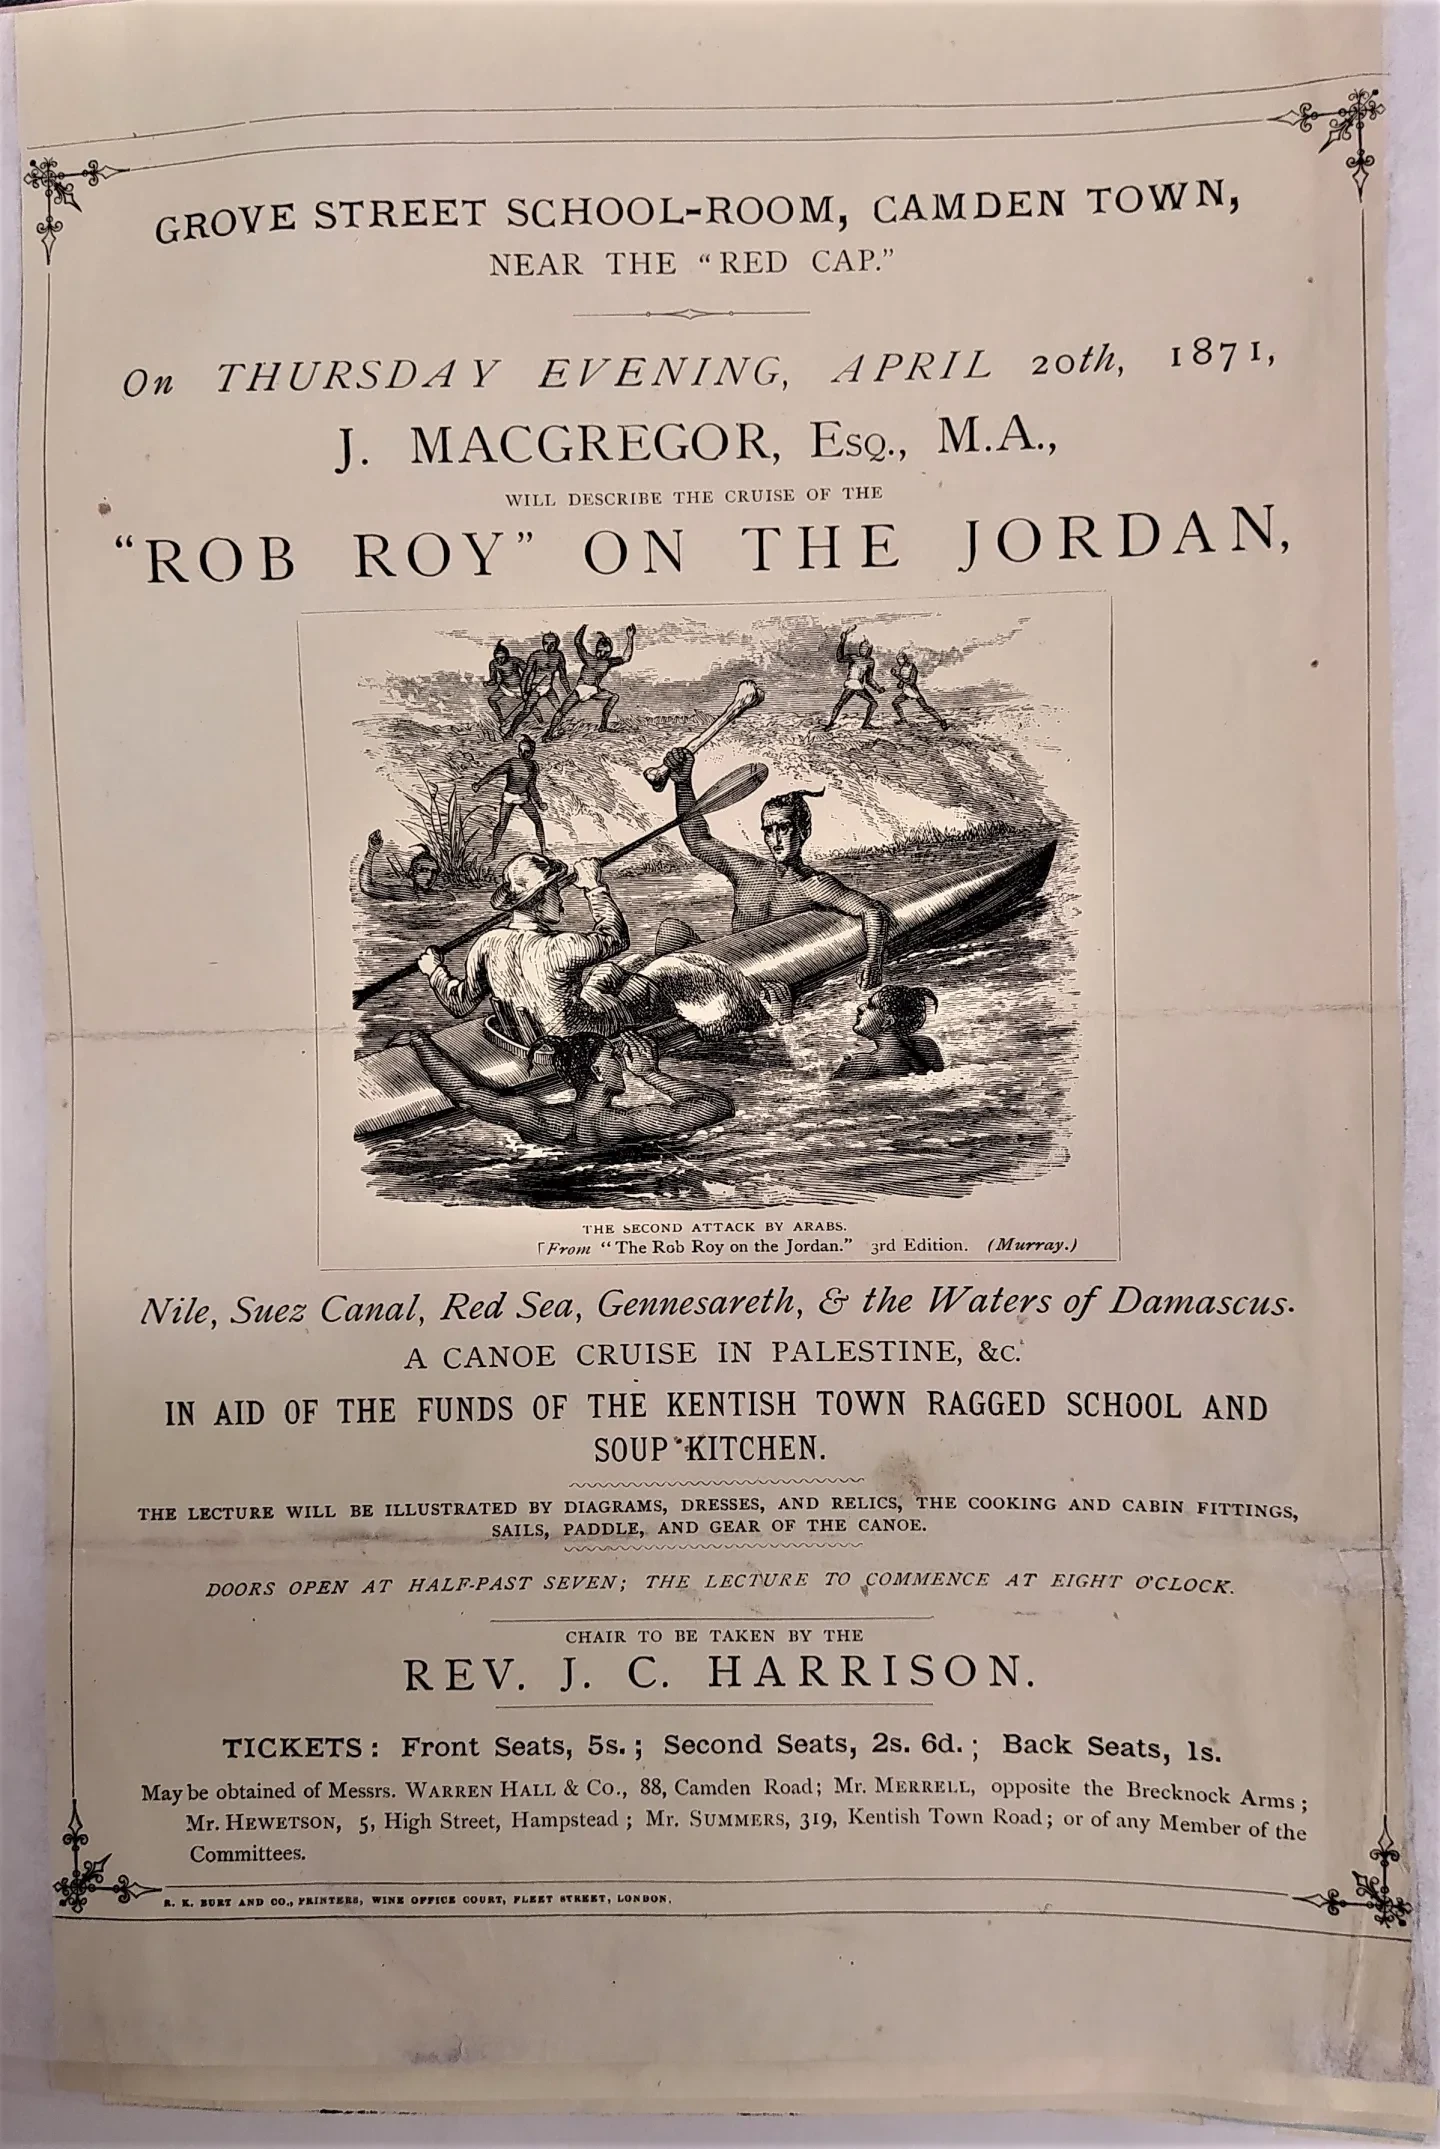 GROVE STREET SCHOOL-ROOM, CAMDEN TOWN,
NEAR THE “RED CAP.”
On THURSDAY EVENING, APRIL 20th, 1871,
J. MACGREGOR, ESQ., M.A.,
WILL DESCRIBE THE CRUISE OF THE
“ROB ROY” ON THE JORDAN,
THE SECOND ATTACK BY ARABS.
[From “The Rob Roy on the Jordan.” 3rd Edition. (Murray.)
Nile, Suez Canal, Red Sea, Gennesareth, & the Waters of Damascus.
A CANOE CRUISE IN PALESTINE, &c.
IN AID OF THE FUNDS OF THE KENTISH TOWN RAGGED SCHOOL AND
SOUP KITCHEN.
THE LECTURE WILL BE ILLUSTRATED BY DIAGRAMS, DRESSES, AND RELICS, THE COOKING AND CABIN FITTINGS,
SAILS, PADDLE, AND GEAR OF THE CANOE.
DOORS OPEN AT HALF-PAST SEVEN; THE LECTURE TO COMMENCE AT EIGHT O'CLOCK.
CHAIR TO BE TAKEN BY THE
REV. J. C. HARRISON.
TICKETS: Front Seats, 5s.; Second Seats, 2s. 6d.; Back Seats, 1s.
May be obtained of Messrs. WARREN HALL & CO., 88, Camden Road; Mr. MERRELL, opposite the Brecknock Arms;
Mr. HEWETSON, 5, High Street, Hampstead; Mr. SUMMERS, 319, Kentish Town Road; or of any Member of the
Committees.
R. K. BURT AND CO., PRINTERS, WINE OFFICE COURT, FLEET STREET, LONDON.